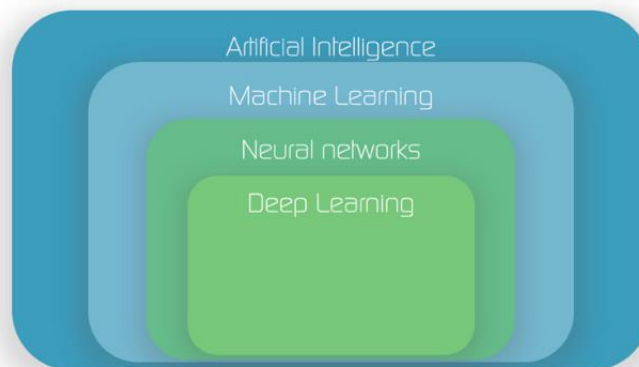 Artificial Intelligence
Machine Learning
Neural networks
Deep Learning